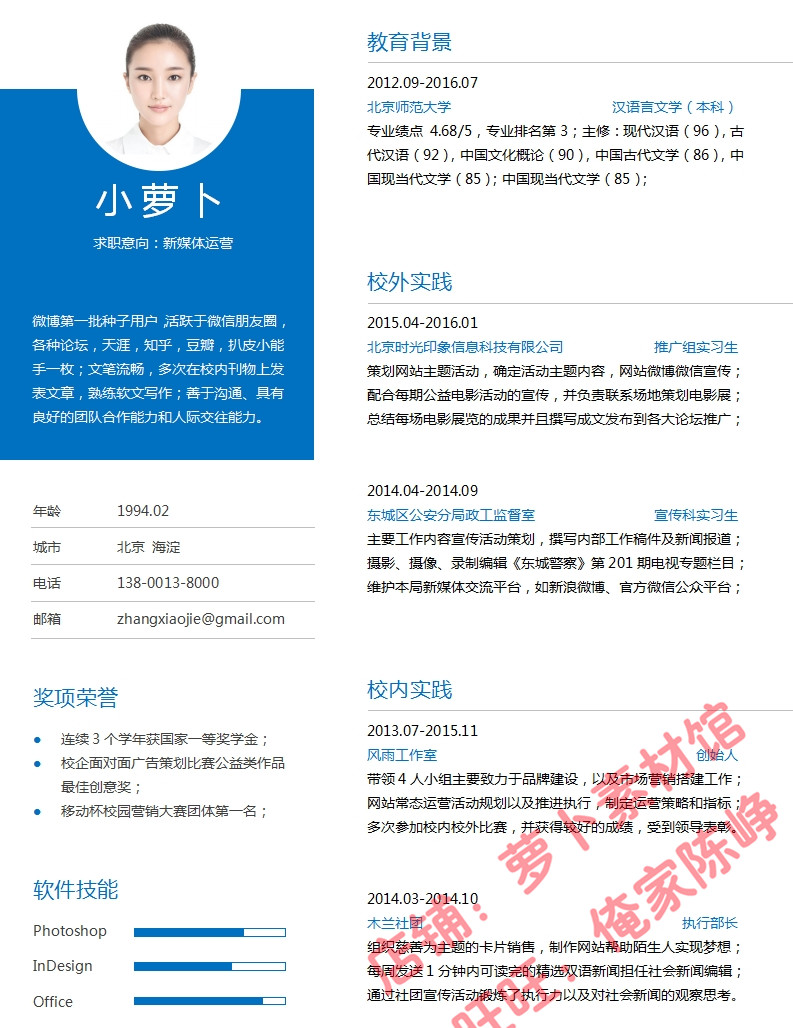 小萝卜
求职意向：新媒体运营
微博第一批种子用户，活跃于微信朋友圈，
各种论坛，天涯，知乎，豆瓣，扒皮小能
手一枚；文笔流畅，多次在校内刊物上发
表文章，熟练软文写作；善于沟通、具有
良好的团队合作能力和人际交往能力。
年龄 1994.02
城市 北京 海淀
电话 138-0013-8000
邮箱 zhangxiaojie@gmail.com
奖项荣誉
● 连续 3 个学年获国家一等奖学金；
● 校企面对面广告策划比赛公益类作品
最佳创意奖；
● 移动杯校园营销大赛团体第一名；
软件技能
Photoshop
InDesign
Office
教育背景
2012.09-2016.07
北京师范大学 汉语言文学（本科）
专业绩点 4.68/5，专业排名第 3；主修：现代汉语（96），古
代汉语（92），中国文化概论（90），中国古代文学（86），中
国现当代文学（85）；中国现当代文学（85）；
校外实践
2015.04-2016.01
北京时光印象信息科技有限公司 推广组实习生
策划网站主题活动，确定活动主题内容，网站微博微信宣传；
配合每期公益电影活动的宣传，并负责联系场地策划电影展；
总结每场电影展览的成果并且撰写成文发布到各大论坛推广；
2014.04-2014.09
东城区公安分局政工监督室 宣传科实习生
主要工作内容宣传活动策划，撰写内部工作稿件及新闻报道；
摄影、摄像、录制编辑《东城警察》第 201 期电视专题栏目；
维护本局新媒体交流平台，如新浪微博、官方微信公众平台；
校内实践
2013.07-2015.11
风雨工作室 创始人
带领 4 人小组主要致力于品牌建设，以及市场营销搭建工作；
网站常态运营活动规划以及推进执行，制定运营策略和指标；
多次参加校内校外比赛，并获得较好的成绩，受到领导表彰。
2014.03-2014.10
木兰社团 执行部长
组织慈善为主题的卡片销售，制作网站帮助陌生人实现梦想；
每周发送 1 分钟内可读完的精选双语新闻担任社会新闻编辑；
通过社团宣传活动锻炼了执行力以及对社会新闻的观察思考。
店铺：萝卜素材馆
旺旺：俺家陈峥